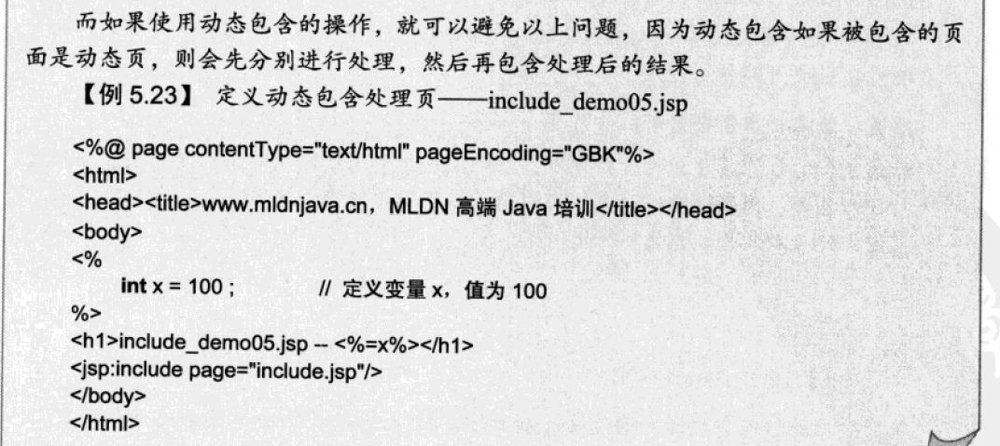 而如果使用动态包含的操作，就可以避免以上问题，因为动态包含如果被包含的页
面是动态页，则会先分别进行处理，然后再包含处理后的结果。
【例 5.23】 定义动态包含处理页——include_demo05.jsp
<%@ page contentType="text/html" pageEncoding="GBK"%>
<html>
<head><title>www.mldnjava.cn，MLDN 高端 Java 培训</title></head>
<body>
<%
int x = 100 ; // 定义变量 x，值为 100
%>
<h1>include_demo05.jsp -- <%=x%></h1>
<jsp:include page="include.jsp"/>
</body>
</html>